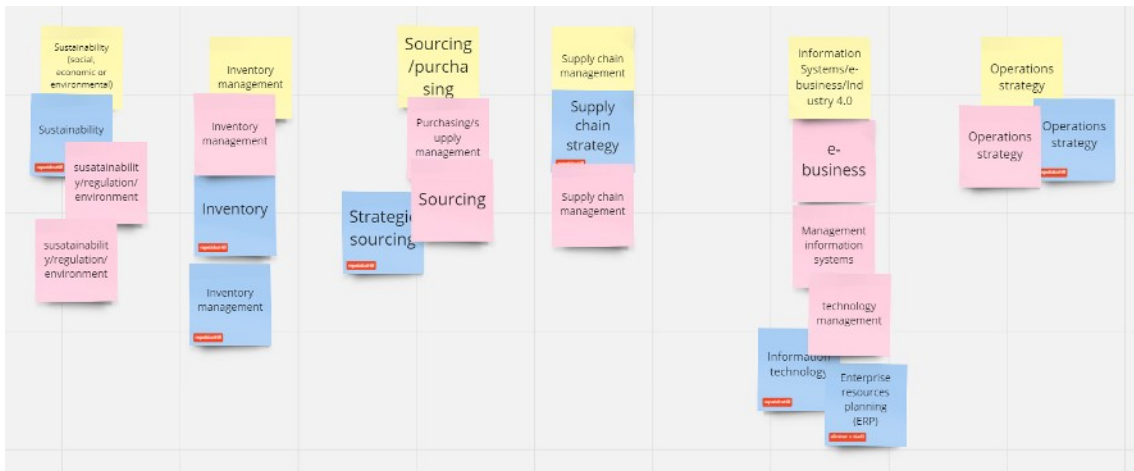 Sustainability
(social,
economic or
environmental)
Sustainability
susatainabilit
y/regulation/
environment
susatainabilit
y/regulation/
environment
Inventory
management
Inventory
management
Inventory
Inventory
management
Sourcing
/purcha
sing
Purchasing/s
upply
management
Sourcing
Strategic
sourcing
Supply chain
management
Supply
chain
strategy
Supply chain
management
Information
Systems/e-
business/Ind
ustry 4.0
e-
business
Management
information
systems
technology
management
Information
technology
Enterprise
resources
planning
(ERP)
Operations
strategy
Operations
strategy
Operations
strategy